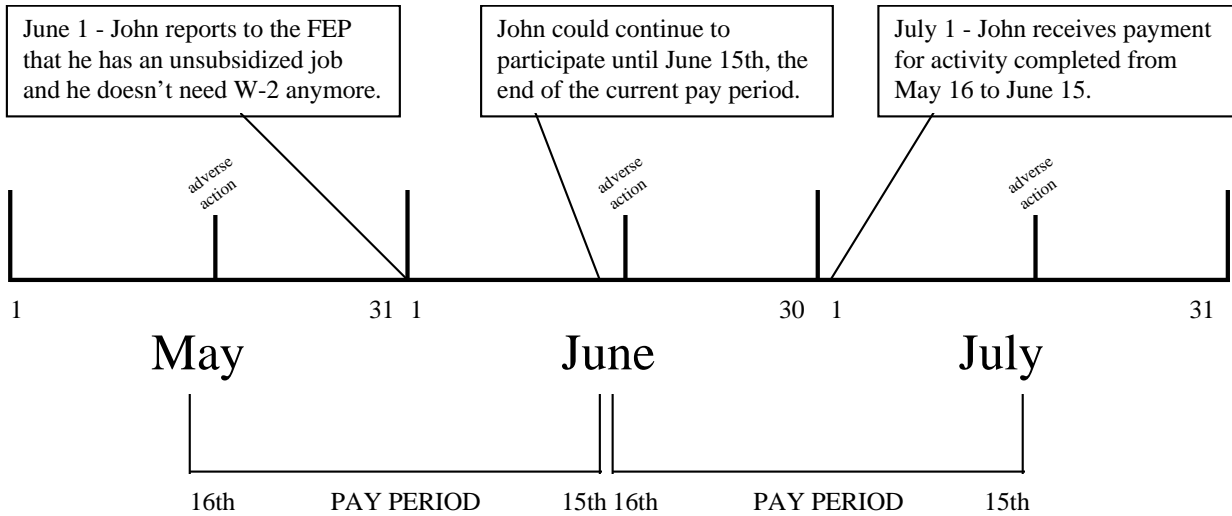 June 1 - John reports to the FEP
that he has an unsubsidized job
and he doesn't need W-2 anymore.
John could continue to
participate until June 15th, the
end of the current pay period.
July 1 - John receives payment
for activity completed from
May 16 to June 15.
adverse
action
adverse
action
adverse
action
1 31 1 30 1 31
May June July
16th PAY PERIOD 15th 16th PAY PERIOD 15th